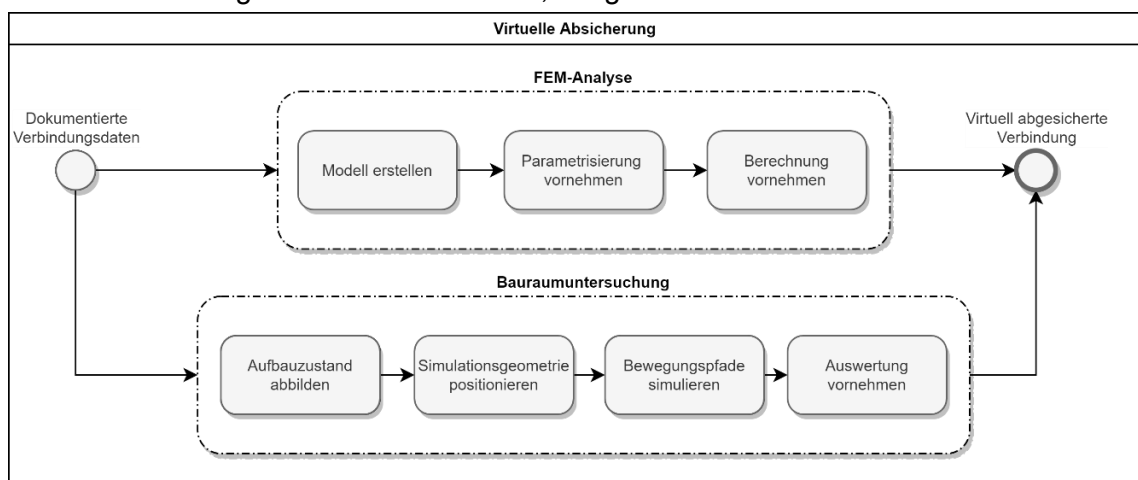 Virtuelle Absicherung
FEM-Analyse
Dokumentierte
Verbindungsdaten
Modell erstellen
Parametrisierung
vornehmen
Berechnung
vornehmen
Virtuell abgesicherte
Verbindung
Bauraumuntersuchung
Aufbauzustand
abbilden
Simulationsgeometrie
positionieren
Bewegungspfade
simulieren
Auswertung
vornehmen